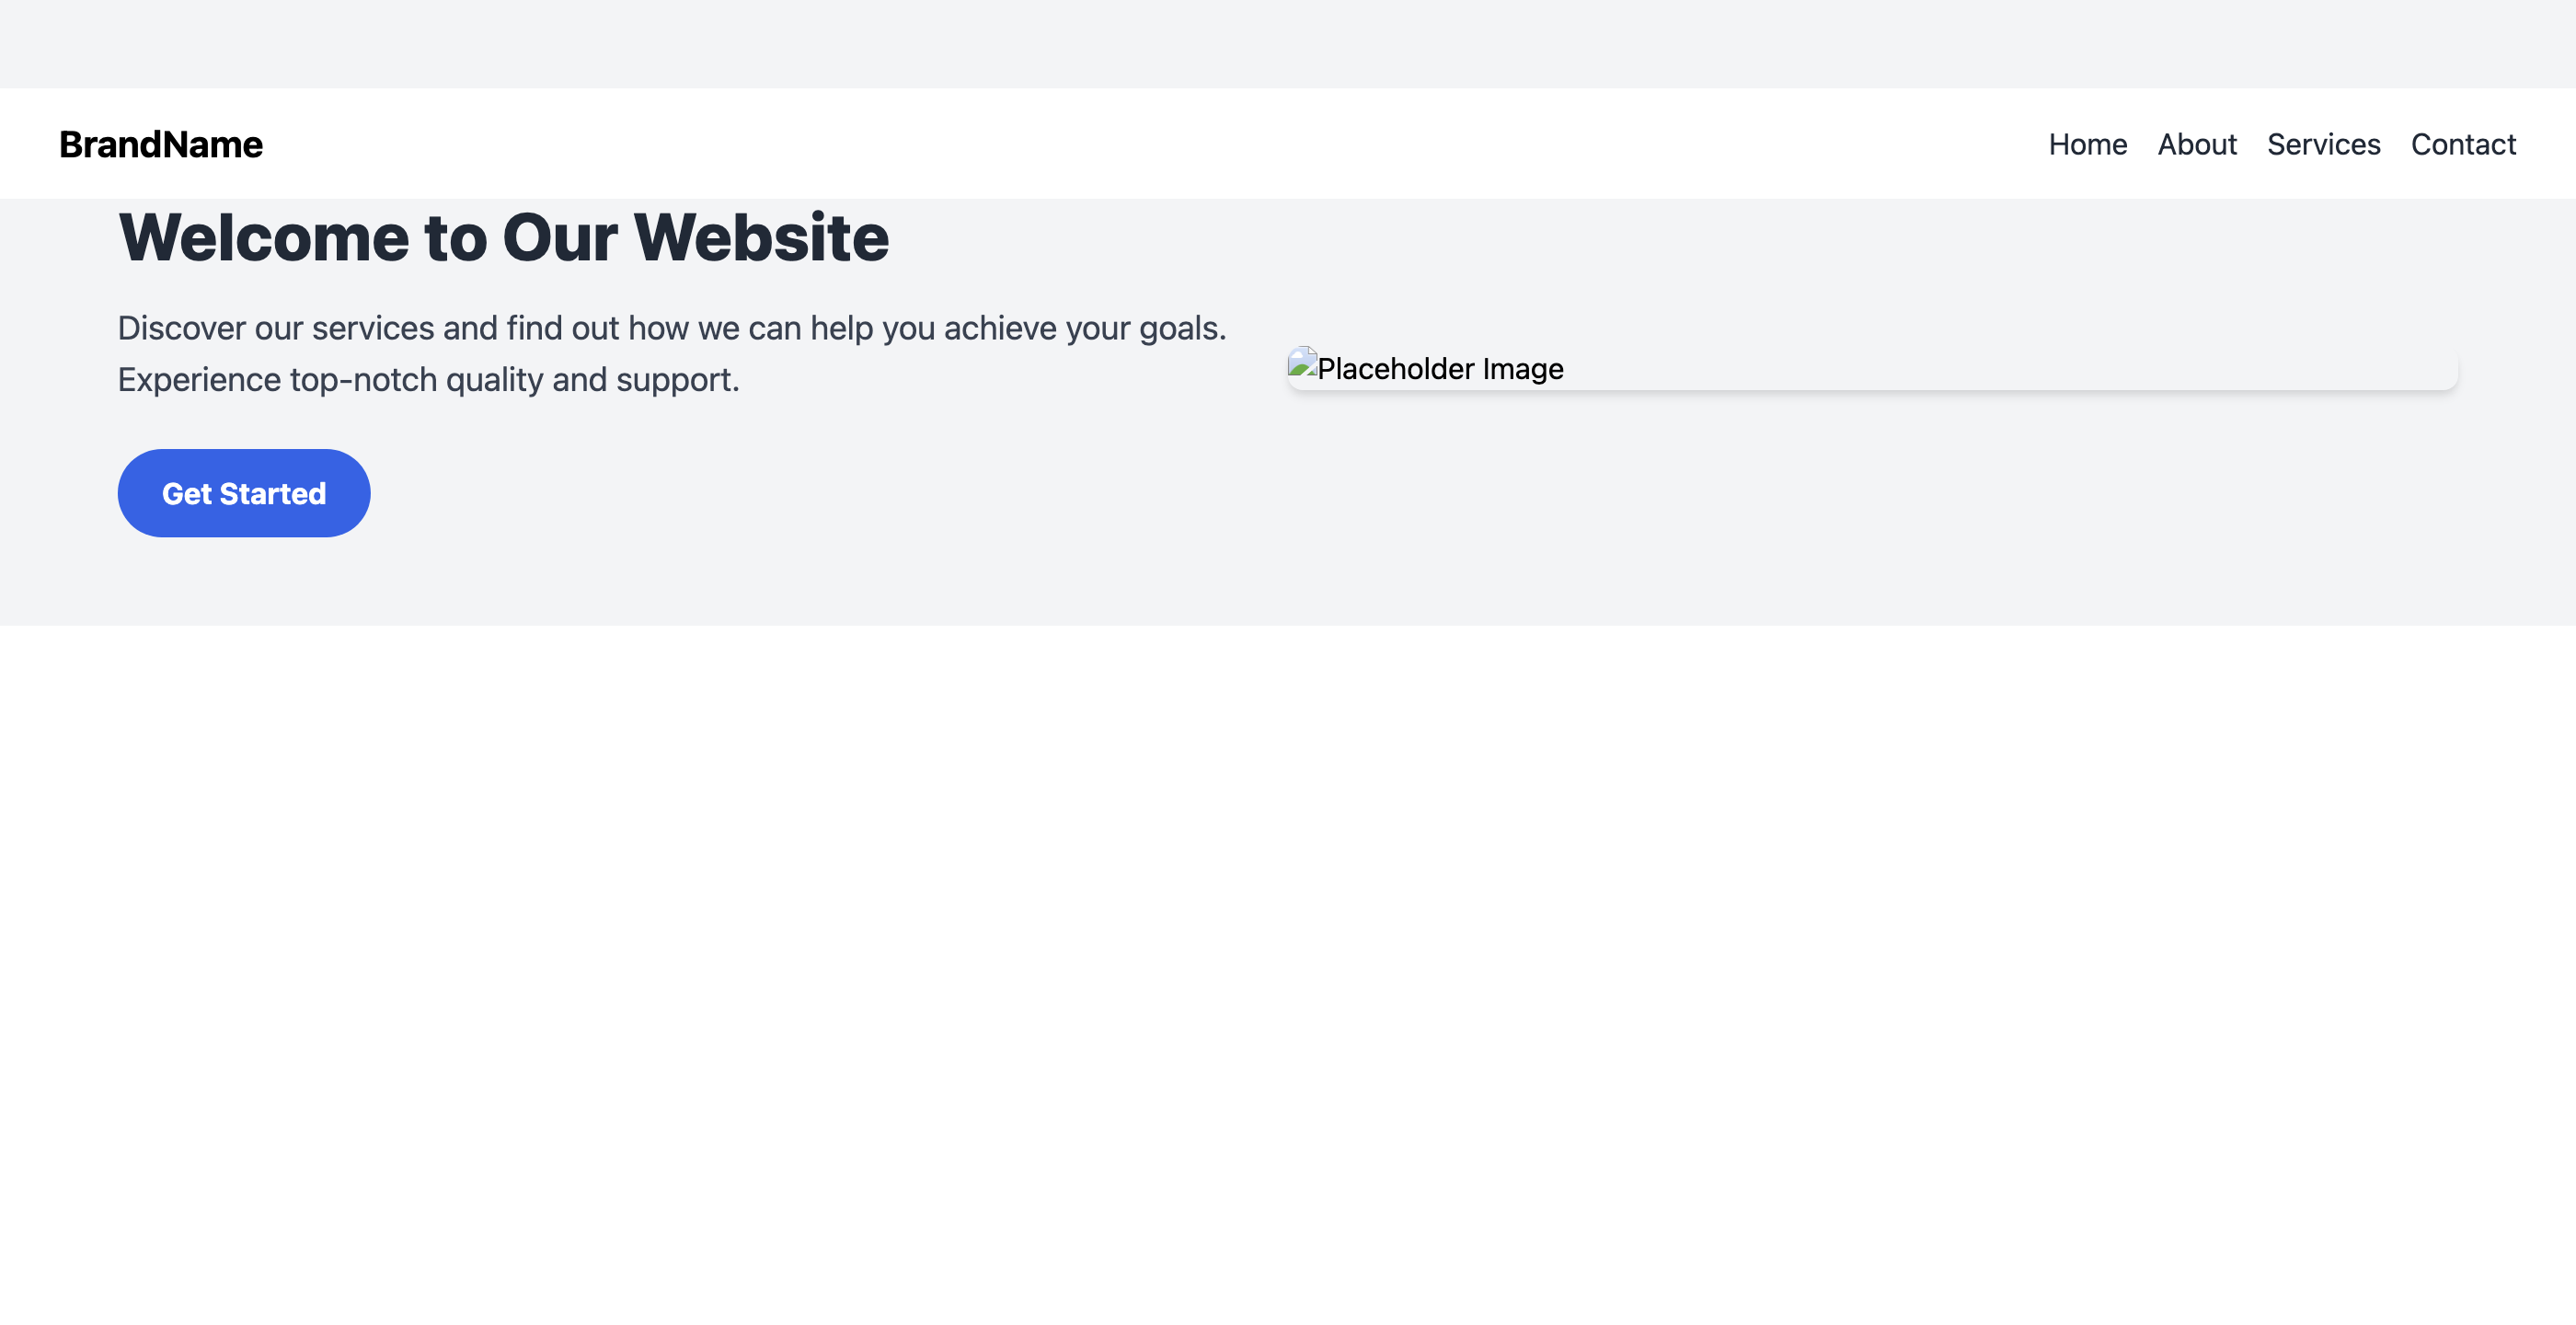 BrandName
Home About Services Contact
Welcome to Our Website
Discover our services and find out how we can help you achieve your goals.
Experience top-notch quality and support.
Placeholder Image
Get Started